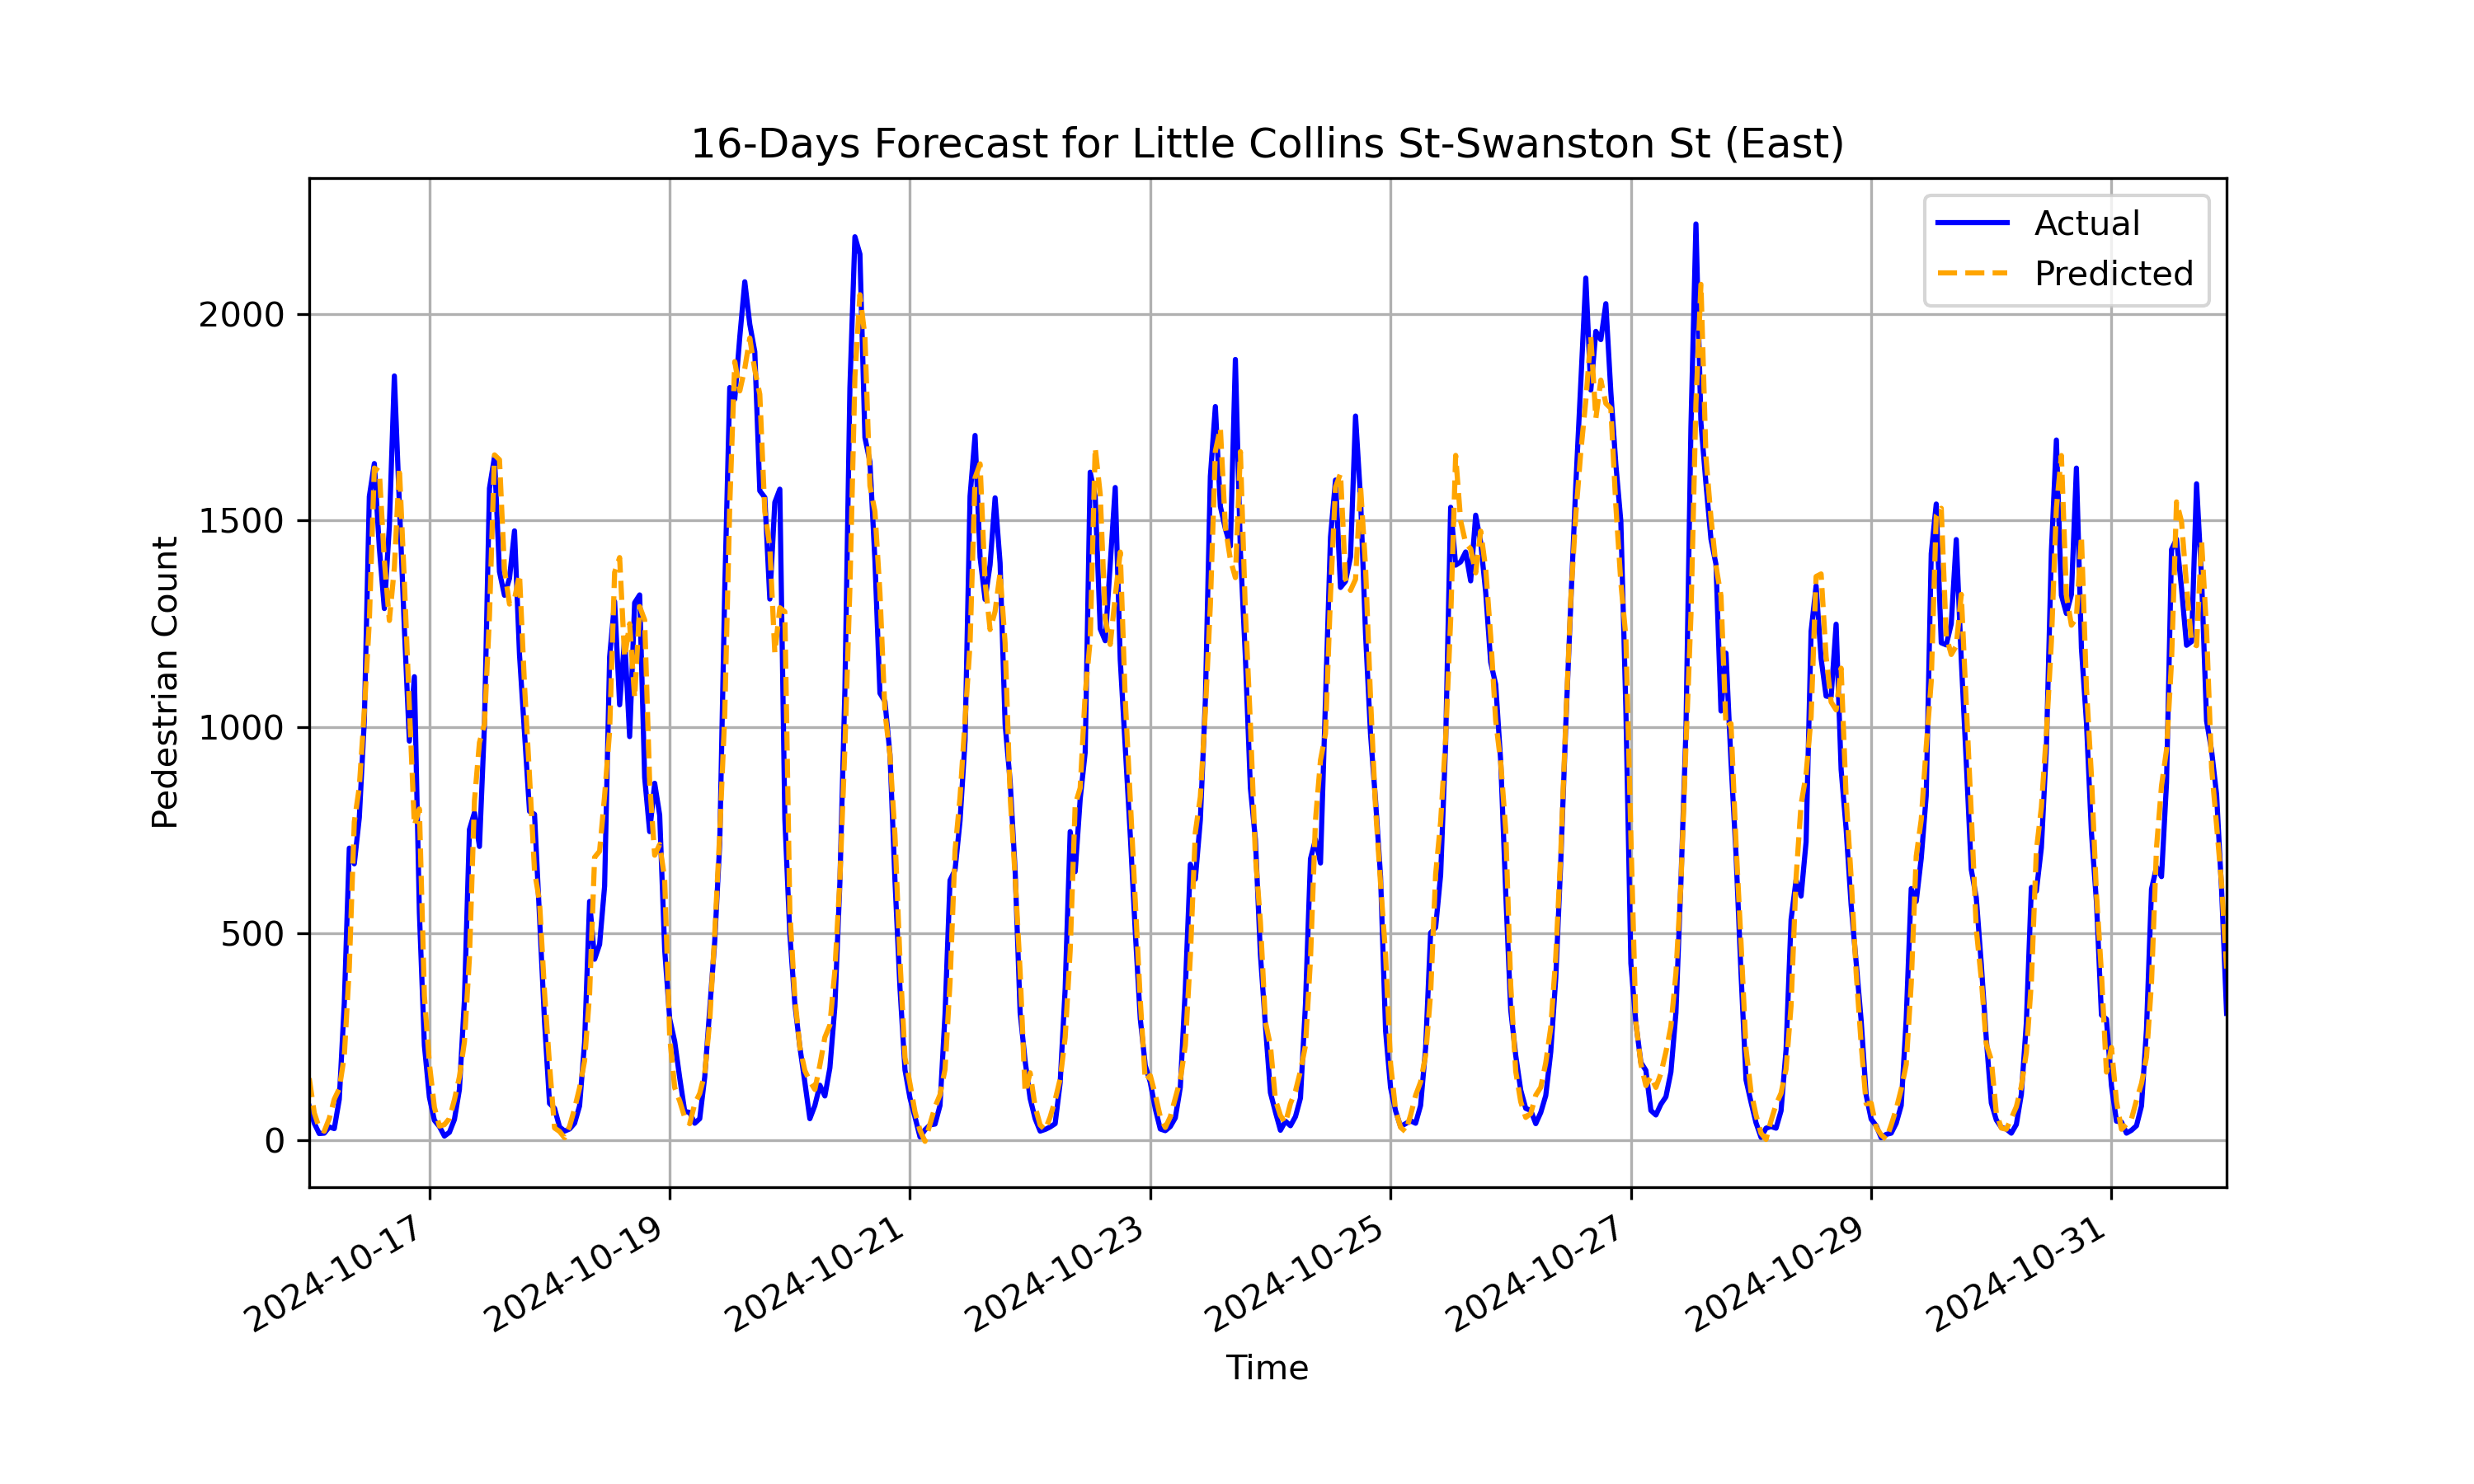 16-Days Forecast for Little Collins St-Swanston St (East)
Actual
Predicted
Pedestrian Count
2000
1500
1000
500
0
2024-10-17
2024-10-19
2024-10-21
2024-10-23
2024-10-25
2024-10-27
2024-10-29
2024-10-31
Time